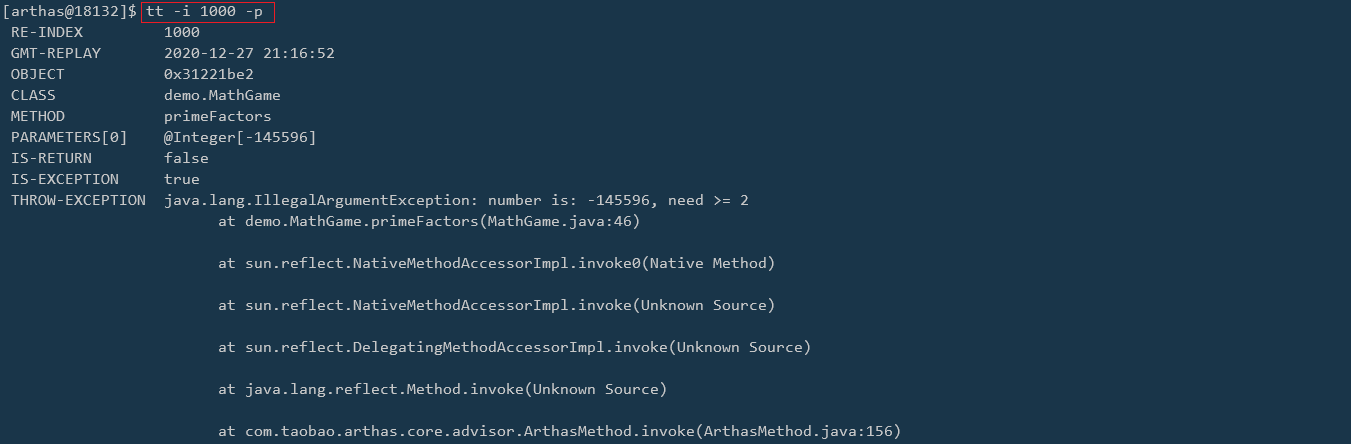 [arthas@18132]$ tt -i 1000 -p
RE-INDEX 1000
GMT-REPLAY 2020-12-27 21:16:52
OBJECT 0x31221be2
CLASS demo.MathGame
METHOD primeFactors
PARAMETERS[0] @Integer[-145596]
IS-RETURN false
IS-EXCEPTION true
THROW-EXCEPTION java.lang.IllegalArgumentException: number is: -145596, need >= 2
at demo.MathGame.primeFactors(MathGame.java:46)
at sun.reflect.NativeMethodAccessorImpl.invoke0(Native Method)
at sun.reflect.NativeMethodAccessorImpl.invoke(Unknown Source)
at sun.reflect.DelegatingMethodAccessorImpl.invoke(Unknown Source)
at java.lang.reflect.Method.invoke(Unknown Source)
at com.taobao.arthas.core.advisor.ArthasMethod.invoke(ArthasMethod.java:156)